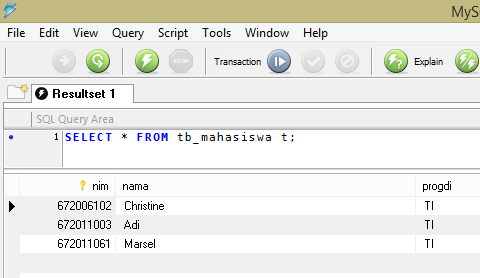 MyS
File Edit View Query Script Tools Window Help
Transaction Explain
Resultset 1
SQL Query Area
1 SELECT * FROM tb_mahasiswa t;
nim nama progdi
672006102 Christine TI
672011003 Adi TI
672011061 Marsel TI